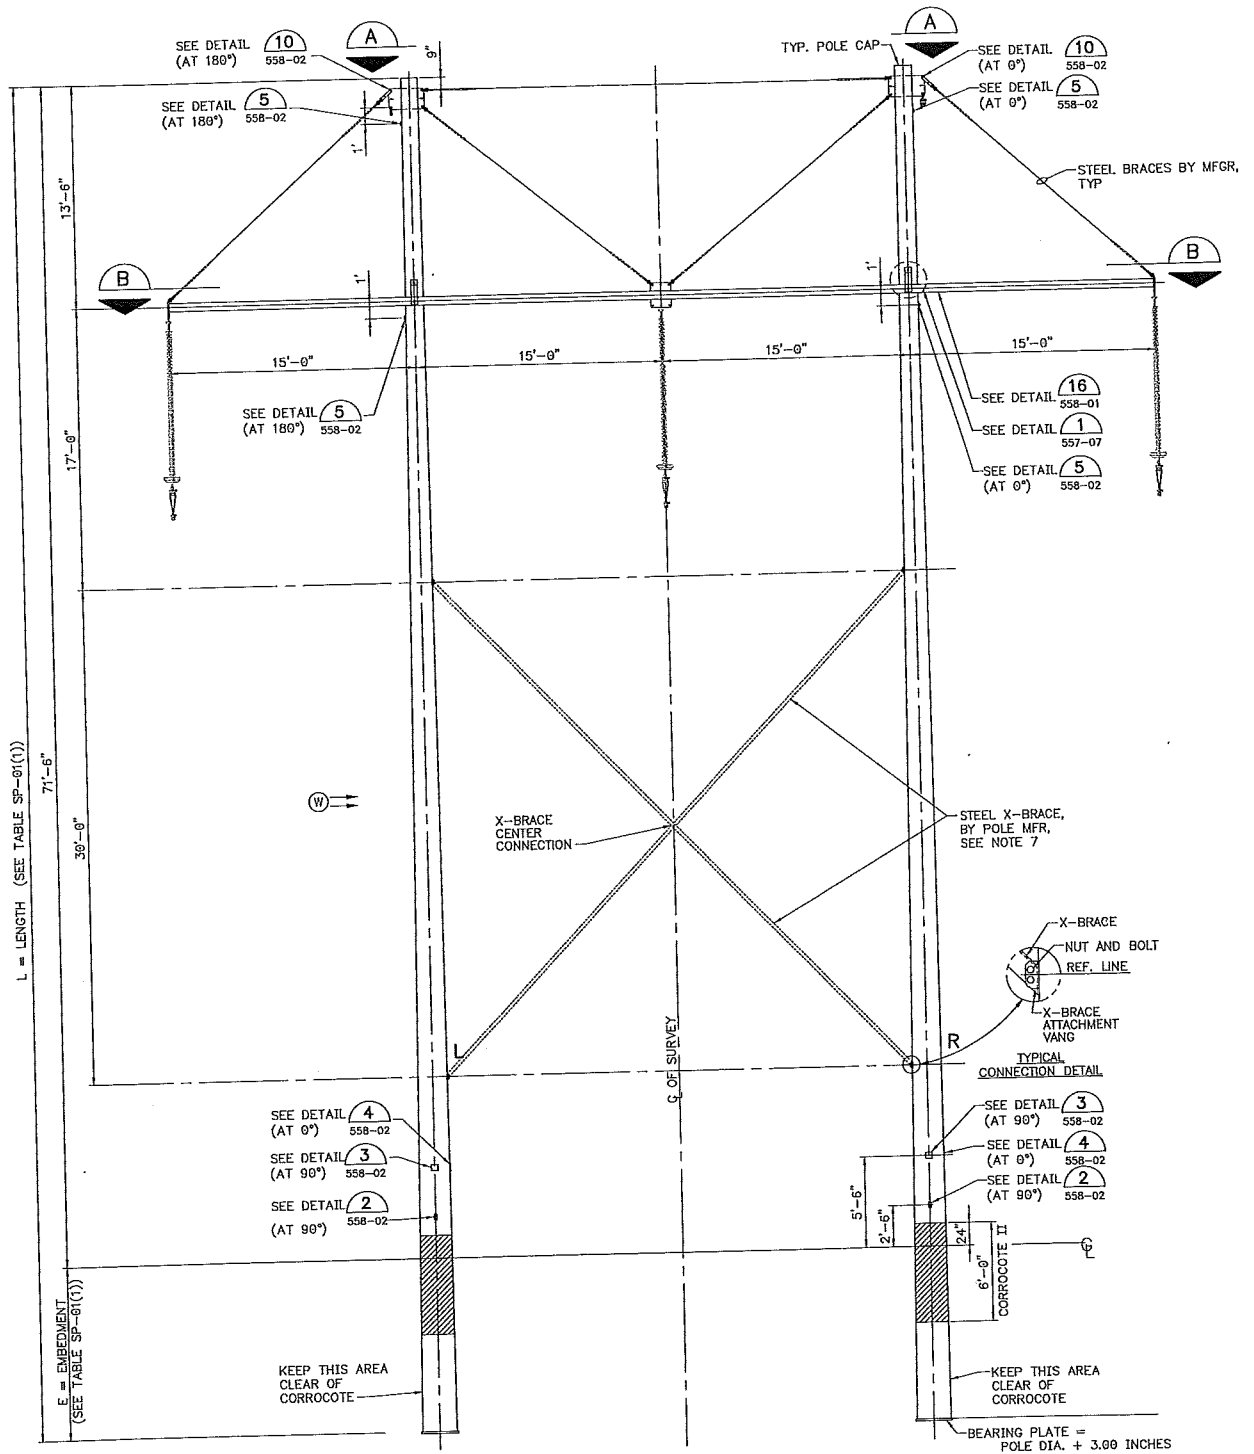 A
A
SEE DETAIL 10
(AT 180°) 558-02
9"
TYP. POLE CAP
SEE DETAIL 10
(AT 0°) 558-02
SEE DETAIL 5
(AT 180°) 558-02
SEE DETAIL 5
(AT 0°) 558-02
1'
STEEL BRACES BY MFGR,
TYP
13'-6"
B
B
1'
1'
15'-0"
15'-0"
15'-0"
15'-0"
SEE DETAIL 5
(AT 180°) 558-02
SEE DETAIL 16
558-01
SEE DETAIL 1
557-07
SEE DETAIL 5
(AT 0°) 558-02
17'-0"
L = LENGTH (SEE TABLE SP-01(1))
71'-6"
30'-0"
W
X-BRACE
CENTER
CONNECTION
STEEL X-BRACE,
BY POLE MFR,
SEE NOTE 7
X-BRACE
NUT AND BOLT
REF. LINE
X-BRACE
ATTACHMENT
VANG
TYPICAL
CONNECTION DETAIL
L
R
CL OF SURVEY
SEE DETAIL 4
(AT 0°) 558-02
SEE DETAIL 3
(AT 90°) 558-02
SEE DETAIL 2
(AT 90°) 558-02
SEE DETAIL 3
(AT 90°) 558-02
SEE DETAIL 4
(AT 0°) 558-02
SEE DETAIL 2
(AT 90°) 558-02
5'-6"
2'-6"
24"
6'-0"
CORROCOTE II
GL
E = EMBEDMENT
(SEE TABLE SP-01(1))
KEEP THIS AREA
CLEAR OF
CORROCOTE
KEEP THIS AREA
CLEAR OF
CORROCOTE
BEARING PLATE =
POLE DIA. + 3.00 INCHES